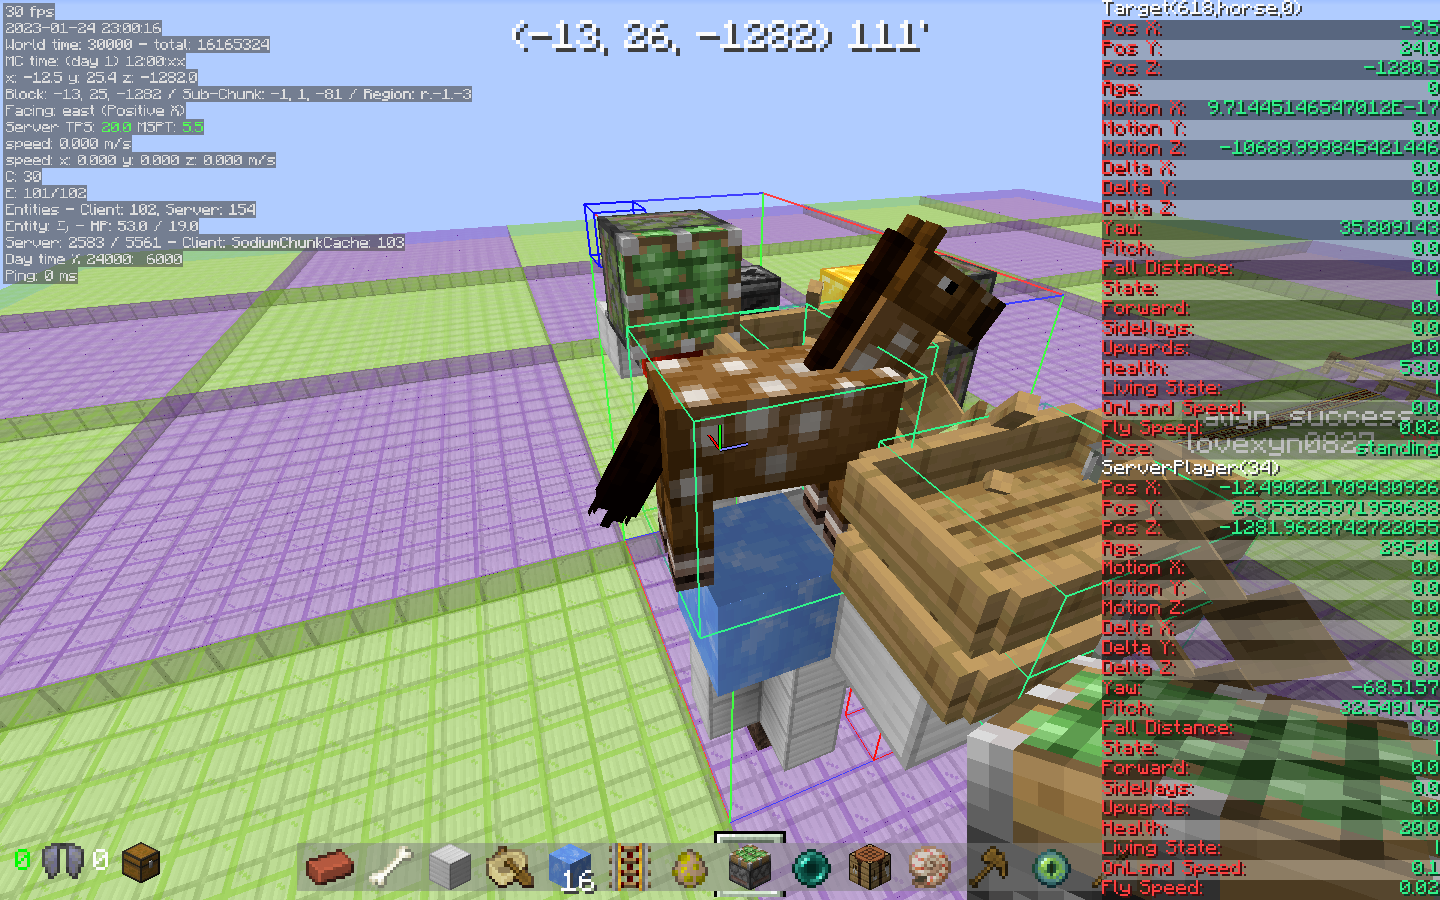 30 fps
2023-01-24 23:00:16
World time: 30000 - total: 16165324
MC time: (day 1) 12:00:xx
x: -12.5 y: 25.4 z: -1282.0
Block: -13, 25, -1282 / Sub-Chunk: -1, 1, -81 / Region: r.-1.-3
Facing: east (Positive X)
Server TPS: 20.0 MSPT: 5.5
speed: 0.000 m/s
speed: x: 0.000 y: 0.000 z: 0.000 m/s
C: 30
E: 101/102
Entities - Client: 102, Server: 154
Entity: 马 - HP: 53.0 / 19.0
Server: 2583 / 5561 - Client: SodiumChunkCache: 103
Day time % 24000: 6000
Ping: 0 ms
(-13, 26, -1282) 111'
Target(618,horse,0)
Pos X: -9.5
Pos Y: 24.0
Pos Z: -1280.5
Age: 0
Motion X: 9.714451465470 12E-17
Motion Y: 0.0
Motion Z: -10689.9999845421446
Delta X: 0.0
Delta Y: 0.0
Delta Z: 0.0
Yaw: 35.809143
Pitch: 0.0
Fall Distance: 0.0
State: |
Forward: 0.0
SideWays: 0.0
Upwards: 0.0
Health: 53.0
Living State: |
OnLand Speed: 0.0
Fly Speed: 0.02
Pose: standing
align_success
lovexyn0827
ServerPlayer(34)
Pos X: -12.490221709430926
Pos Y: 25.3552259719506 88
Pos Z: -1281.9628742722055
Age: 29544
Motion X: 0.0
Motion Y: 0.0
Motion Z: 0.0
Delta X: 0.0
Delta Y: 0.0
Delta Z: 0.0
Yaw: -68.5157
Pitch: 32.549175
Fall Distance: 0.0
State: |
Forward: 0.0
SideWays: 0.0
Upwards: 0.0
Health: 20.0
Living State: |
OnLand Speed: 0.1
Fly Speed: 0.02
0 0
16